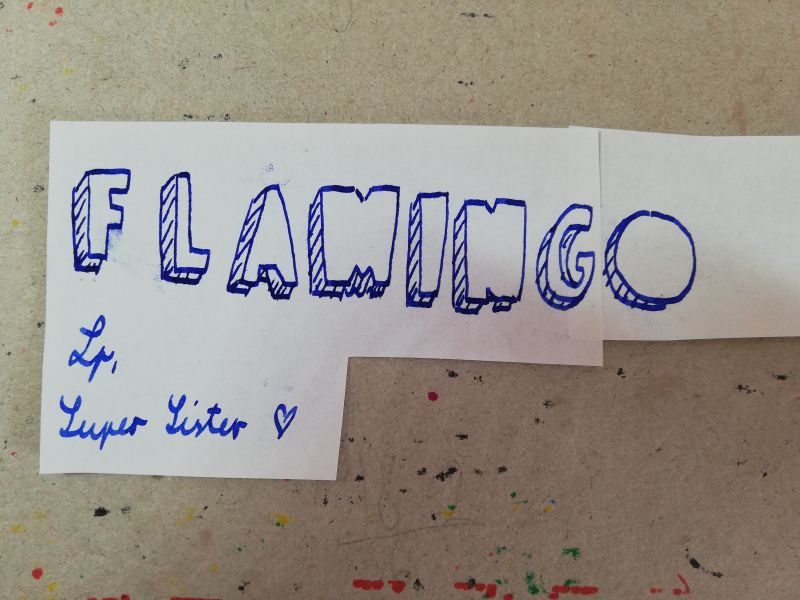 FLAMINGO
Lp,
Super Sister ♡